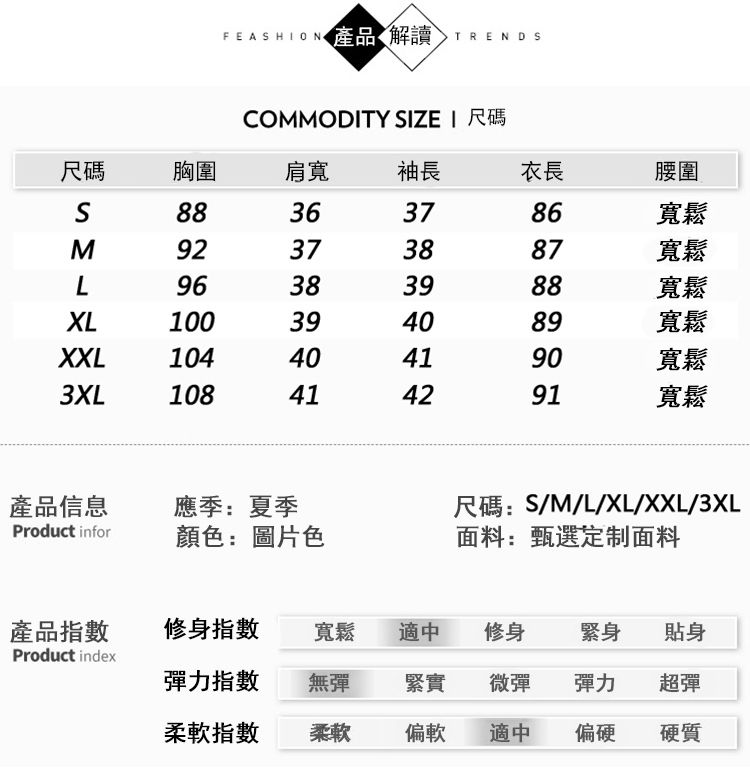 FEASHION 產品 解讀 TRENDS
COMMODITY SIZE | 尺碼
尺碼 胸圍 肩寬 袖長 衣長 腰圍
S 88 36 37 86 寬鬆
M 92 37 38 87 寬鬆
L 96 38 39 88 寬鬆
XL 100 39 40 89 寬鬆
XXL 104 40 41 90 寬鬆
3XL 108 41 42 91 寬鬆
產品信息 應季：夏季 尺碼：S/M/L/XL/XXL/3XL
Product infor 顏色：圖片色 面料：甄選定制面料
產品指數 修身指數 寬鬆 適中 修身 緊身 貼身
Product index
彈力指數 無彈 緊實 微彈 彈力 超彈
柔軟指數 柔軟 偏軟 適中 偏硬 硬質